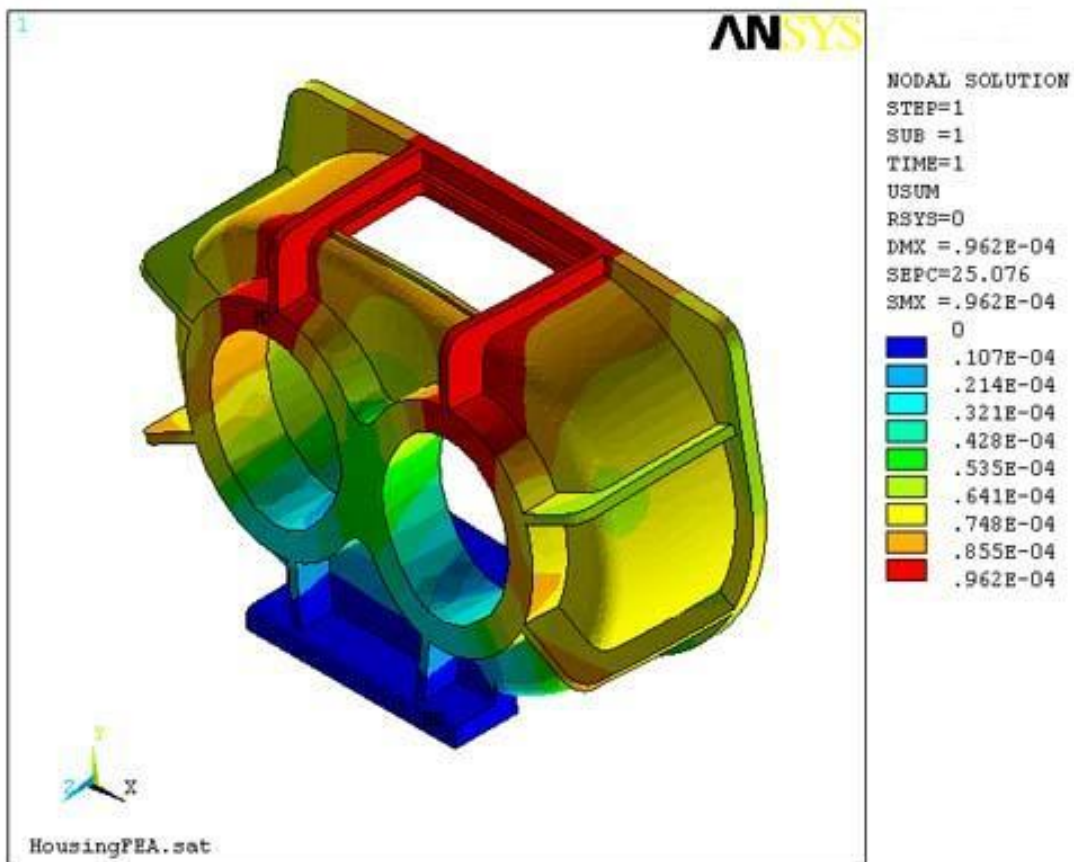 1
ANSYS
NODAL SOLUTION
STEP=1
SUB =1
TIME=1
USUM
RSYS=0
DMX =.962E-04
SEPC=25.076
SMX =.962E-04
0
.107E-04
.214E-04
.321E-04
.428E-04
.535E-04
.641E-04
.748E-04
.855E-04
.962E-04
Y
Z
X
HousingFEA.sat